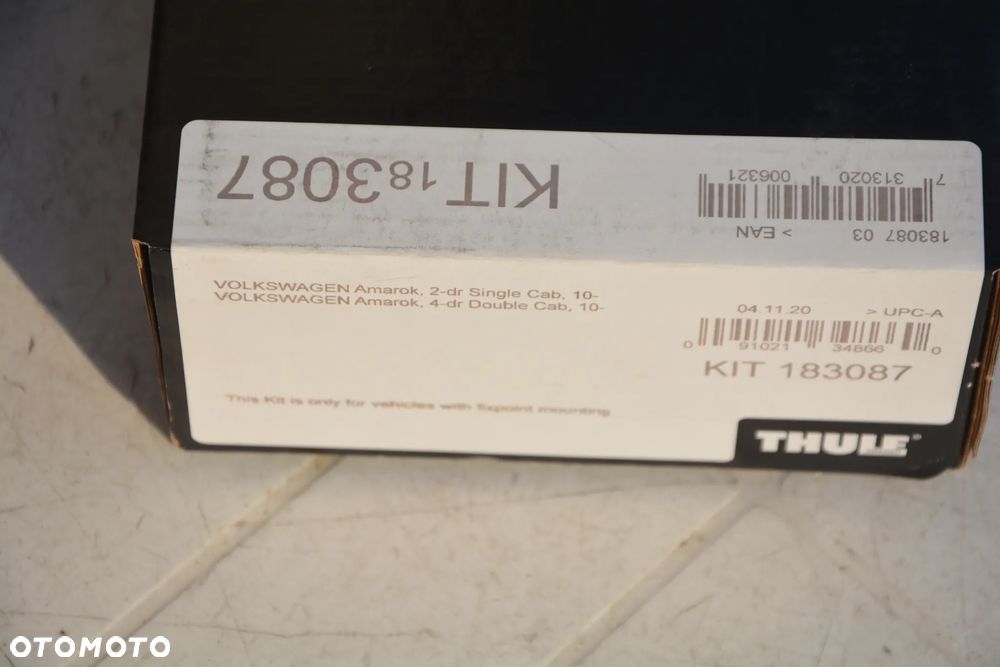 KIT 183087
183087 03 > EAN
7 313020 006321
VOLKSWAGEN Amarok, 2-dr Single Cab, 10-
VOLKSWAGEN Amarok, 4-dr Double Cab, 10-
04.11.20 > UPC-A
0 91021 34866 0
KIT 183087
This Kit is only for vehicles with fixpoint mounting
THULE
OTOMOTO